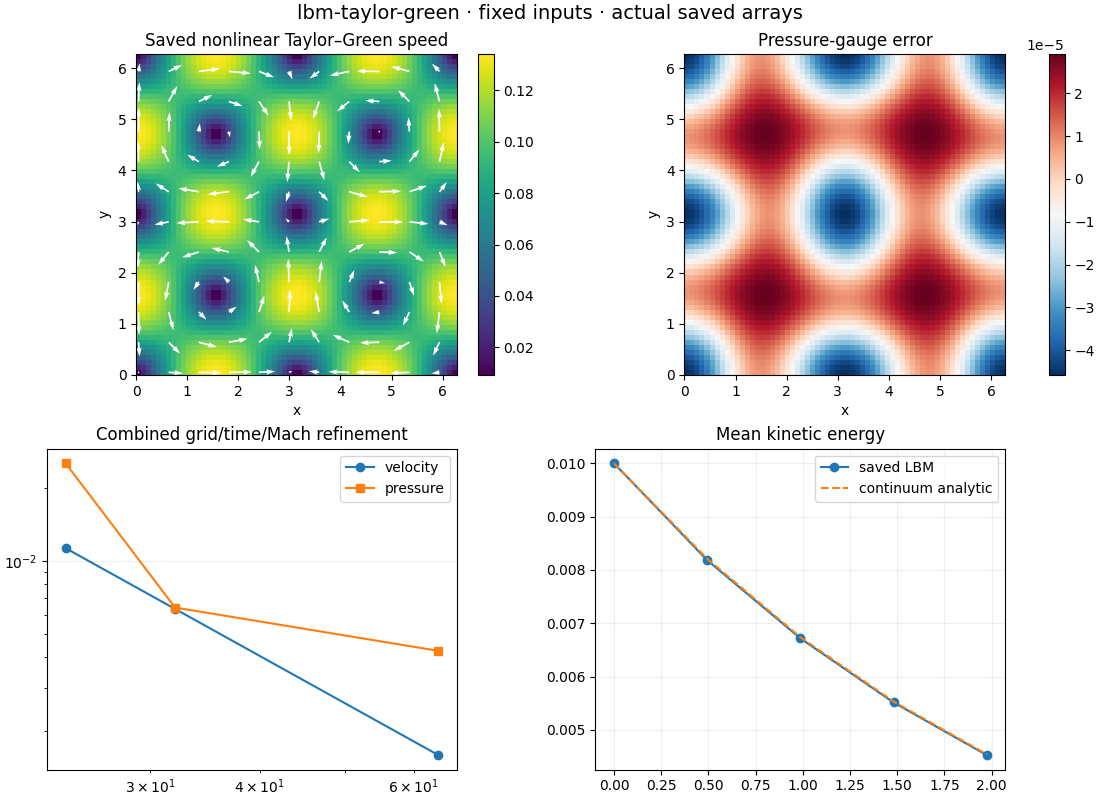 lbm-taylor-green · fixed inputs · actual saved arrays
Saved nonlinear Taylor–Green speed
Pressure-gauge error
1e−5
6
5
4
3
2
1
0
y
0 1 2 3 4 5 6
x
0.12
0.10
0.08
0.06
0.04
0.02
6
5
4
3
2
1
0
y
0 1 2 3 4 5 6
x
2
1
0
−1
−2
−3
−4
Combined grid/time/Mach refinement
velocity
pressure
10⁻²
3 × 10¹ 4 × 10¹ 6 × 10¹
Mean kinetic energy
saved LBM
continuum analytic
0.010
0.009
0.008
0.007
0.006
0.005
0.00 0.25 0.50 0.75 1.00 1.25 1.50 1.75 2.00